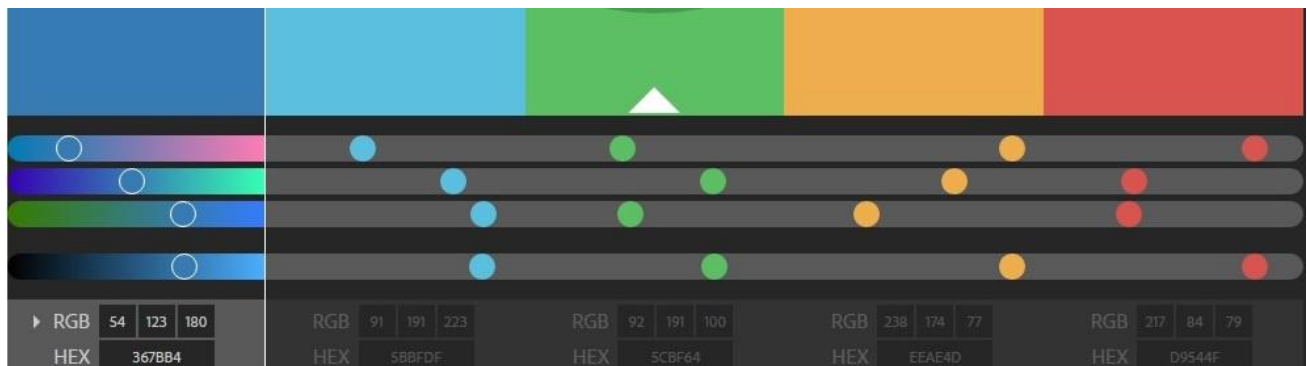 RGB 54 123 180 RGB 91 191 223 RGB 92 191 100 RGB 238 174 77 RGB 217 84 79
HEX 367BB4 HEX 5BBFDF HEX 5CBF64 HEX EEAE4D HEX D9544F